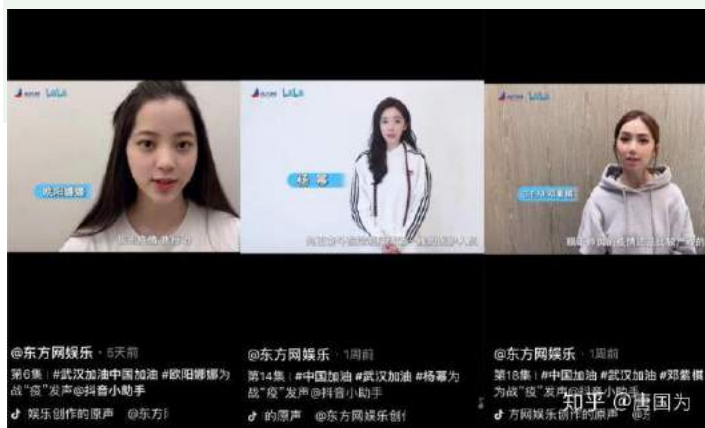 LaLa
欧阳娜娜
@东方网娱乐 · 6天前
第6集 | #武汉加油中国加油 #欧阳娜娜为
战“疫”发声@抖音小助手
娱乐创作的原声 @东方
LaLa
杨幂
@东方网娱乐 · 1周前
第14集 | #中国加油 #武汉加油 #杨幂为
战“疫”发声@抖音小助手
的原声 @东方网娱乐创
LaLa
邓紫棋
@东方网娱乐 · 1周前
第18集 | #中国加油 #武汉加油 #邓紫棋
为战“疫”发声@抖音小助手
方网娱乐创作的原声
知乎 @唐国为